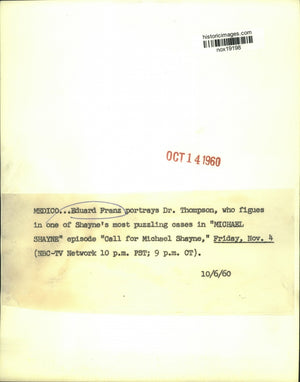 historicimages.com
nox19198
OCT 14 1960
MEDICO...Eduard Franz portrays Dr. Thompson, who figues
in one of Shayne's most puzzling cases in "MICHAEL
SHAYNE" episode "Call for Michael Shayne," Friday, Nov. 4
(NBC-TV Network 10 p.m. PST; 9 p.m. CT).
10/6/60